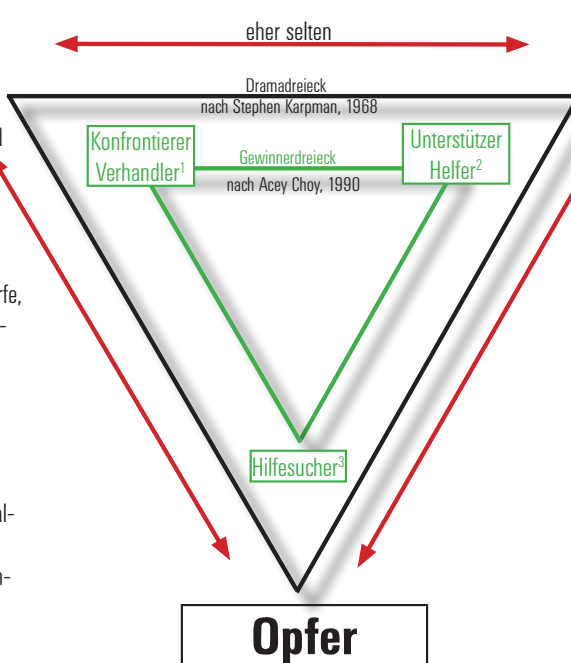 eher selten
Dramadreieck
nach Stephen Karpman, 1968
Konfrontierer
Verhandler¹
Unterstützer
Helfer²
Gewinnerdreieck
nach Acey Choy, 1990
Hilfesucher³
Opfer